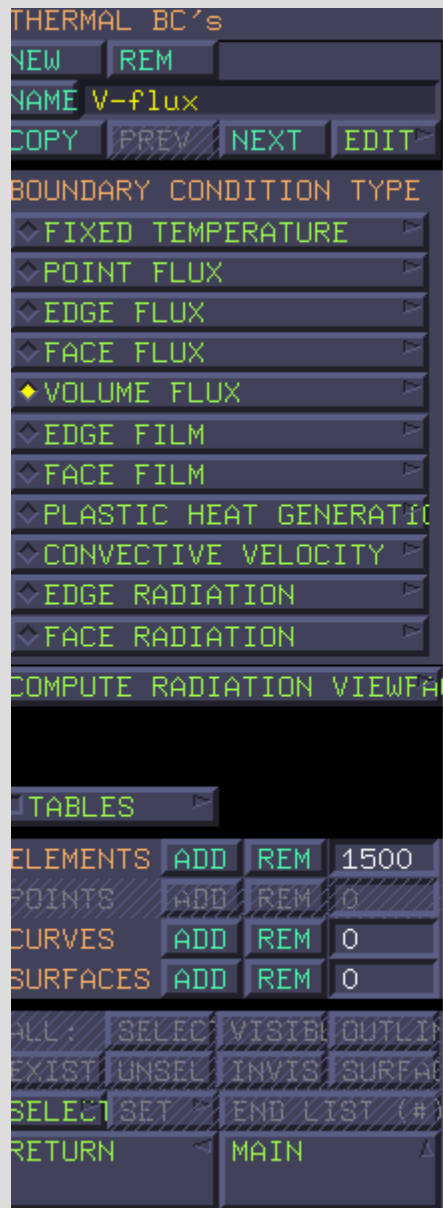 THERMAL BC's
NEW REM
NAME V-flux
COPY PREV NEXT EDIT
BOUNDARY CONDITION TYPE
FIXED TEMPERATURE
POINT FLUX
EDGE FLUX
FACE FLUX
VOLUME FLUX
EDGE FILM
FACE FILM
PLASTIC HEAT GENERATIO
CONVECTIVE VELOCITY
EDGE RADIATION
FACE RADIATION
COMPUTE RADIATION VIEWFA
TABLES
ELEMENTS ADD REM 1500
POINTS ADD REM 0
CURVES ADD REM 0
SURFACES ADD REM 0
ALL: SELEC VISIB OUTLI
EXIST UNSEL INVIS SURFA
SELECT SET END LIST (#)
RETURN MAIN